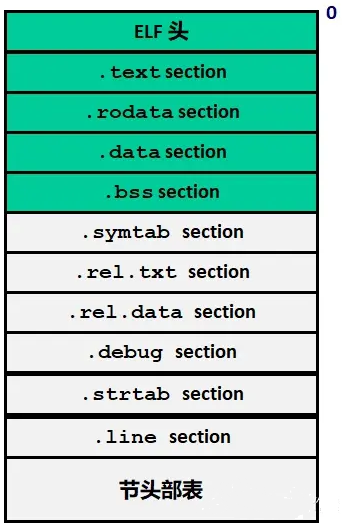 0
ELF 头
.text section
.rodata section
.data section
.bss section
.symtab section
.rel.txt section
.rel.data section
.debug section
.strtab section
.line section
节头部表